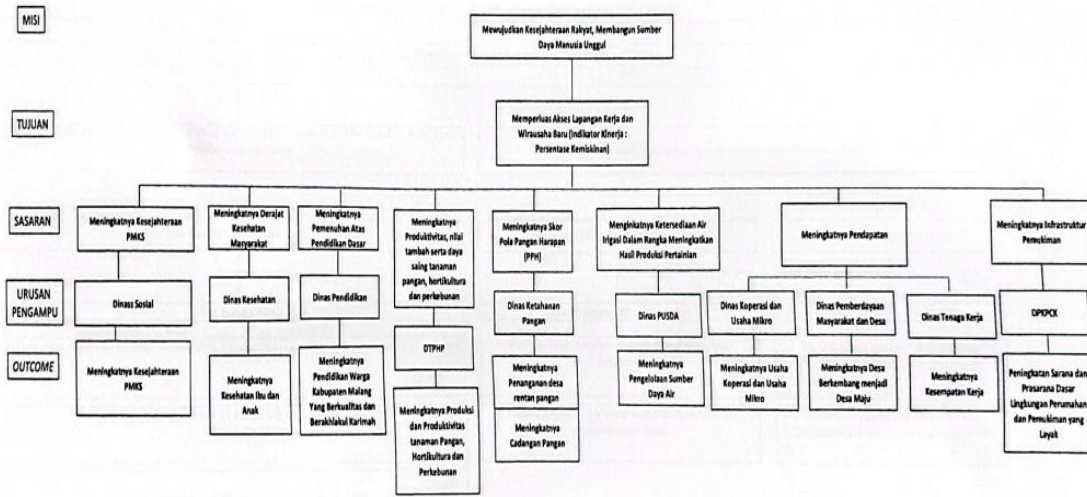 MISI
Mewujudkan Kesejahteraan Rakyat, Membangun Sumber
Daya Manusia Unggul
TUJUAN
Memperluas Akses Lapangan Kerja dan
Wirausaha Baru (Indikator Kinerja :
Persentase Kemiskinan)
SASARAN
Meningkatnya Kesejahteraan
PMKS
Meningkatnya Derajat
Kesehatan
Masyarakat
Meningkatnya
Pemenuhan Atas
Pendidikan Dasar
Meningkatnya
Produktivitas, nilai
tambah serta daya
saing tanaman
pangan, hortikultura
dan perkebunan
Meningkatnya Skor
Pola Pangan Harapan
(PPH)
Menginkatnya Ketersediaan Air
Irigasi Dalam Rangka Meningkatkan
Hasil Produksi Pertainian
Meningkatnya Pendapatan
Meningkatnya Infrastruktur
Pemukiman
URUSAN
PENGAMPU
Dinass Sosial
Dinas Kesehatan
Dinas Pendidikan
DTPHP
Dinas Ketahanan
Pangan
Dinas PUSDA
Dinas Koperasi dan
Usaha Mikro
Dinas Pemberdayaan
Masyarakat dan Desa
Dinas Tenaga Kerja
DPKPCK
OUTCOME
Meningkatnya Kesejahteraan
PMKS
Meningkatnya
Kesehatan Ibu dan
Anak
Meningkatnya
Pendidikan Warga
Kabupaten Malang
Yang Berkualitas dan
Berakhlakul Karimah
Meningkatnya Produksi
dan Produktivitas
tanaman Pangan,
Hortikultura dan
Perkebunan
Meningkatnya
Penanganan desa
rentan pangan
Meningkatnya
Cadangan Pangan
Meningkatnya
Pengelolaan Sumber
Daya Air
Meningkatnya Usaha
Koperasi dan Usaha
Mikro
Meningkatnya Desa
Berkembang menjadi
Desa Maju
Meningkatnya
Kesempatan Kerja
Peningkatan Sarana dan
Prasarana Dasar
Lingkungan Perumahan
dan Pemukiman yang
Layak